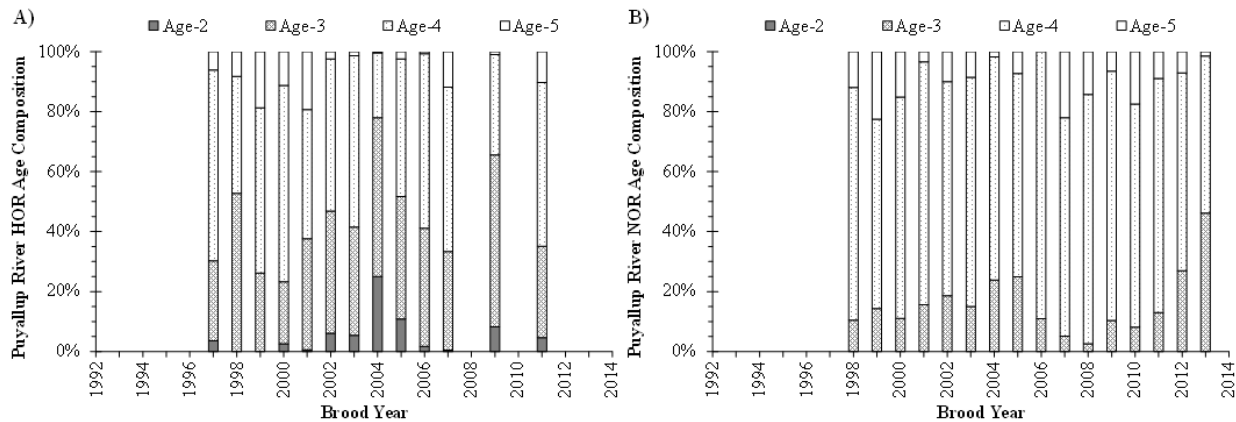 A)
Age-2 Age-3 Age-4 Age-5
Puyallup River HOR Age Composition
100%
80%
60%
40%
20%
0%
1992 1994 1996 1998 2000 2002 2004 2006 2008 2010 2012 2014
Brood Year
B)
Age-2 Age-3 Age-4 Age-5
Puyallup River NOR Age Composition
100%
80%
60%
40%
20%
0%
1992 1994 1996 1998 2000 2002 2004 2006 2008 2010 2012 2014
Brood Year